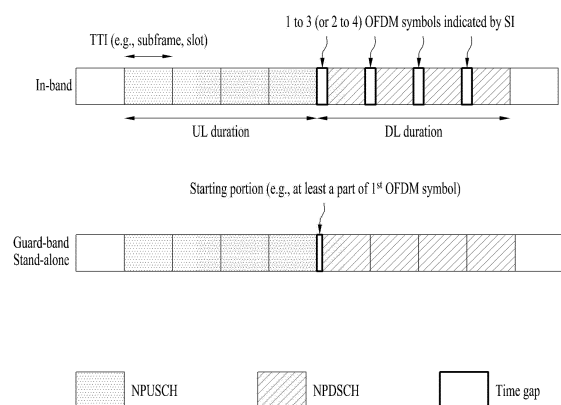 1 to 3 (or 2 to 4) OFDM symbols indicated by SI
TTI (e.g., subframe, slot)
In-band
UL duration
DL duration
Starting portion (e.g., at least a part of 1st OFDM symbol)
Guard-band
Stand-alone
NPUSCH
NPDSCH
Time gap